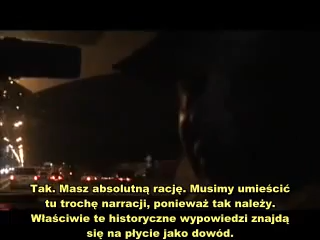 Tak. Masz absolutną rację. Musimy umieścić
tu trochę narracji, ponieważ tak należy.
Właściwie te historyczne wypowiedzi znajdą
się na płycie jako dowód.